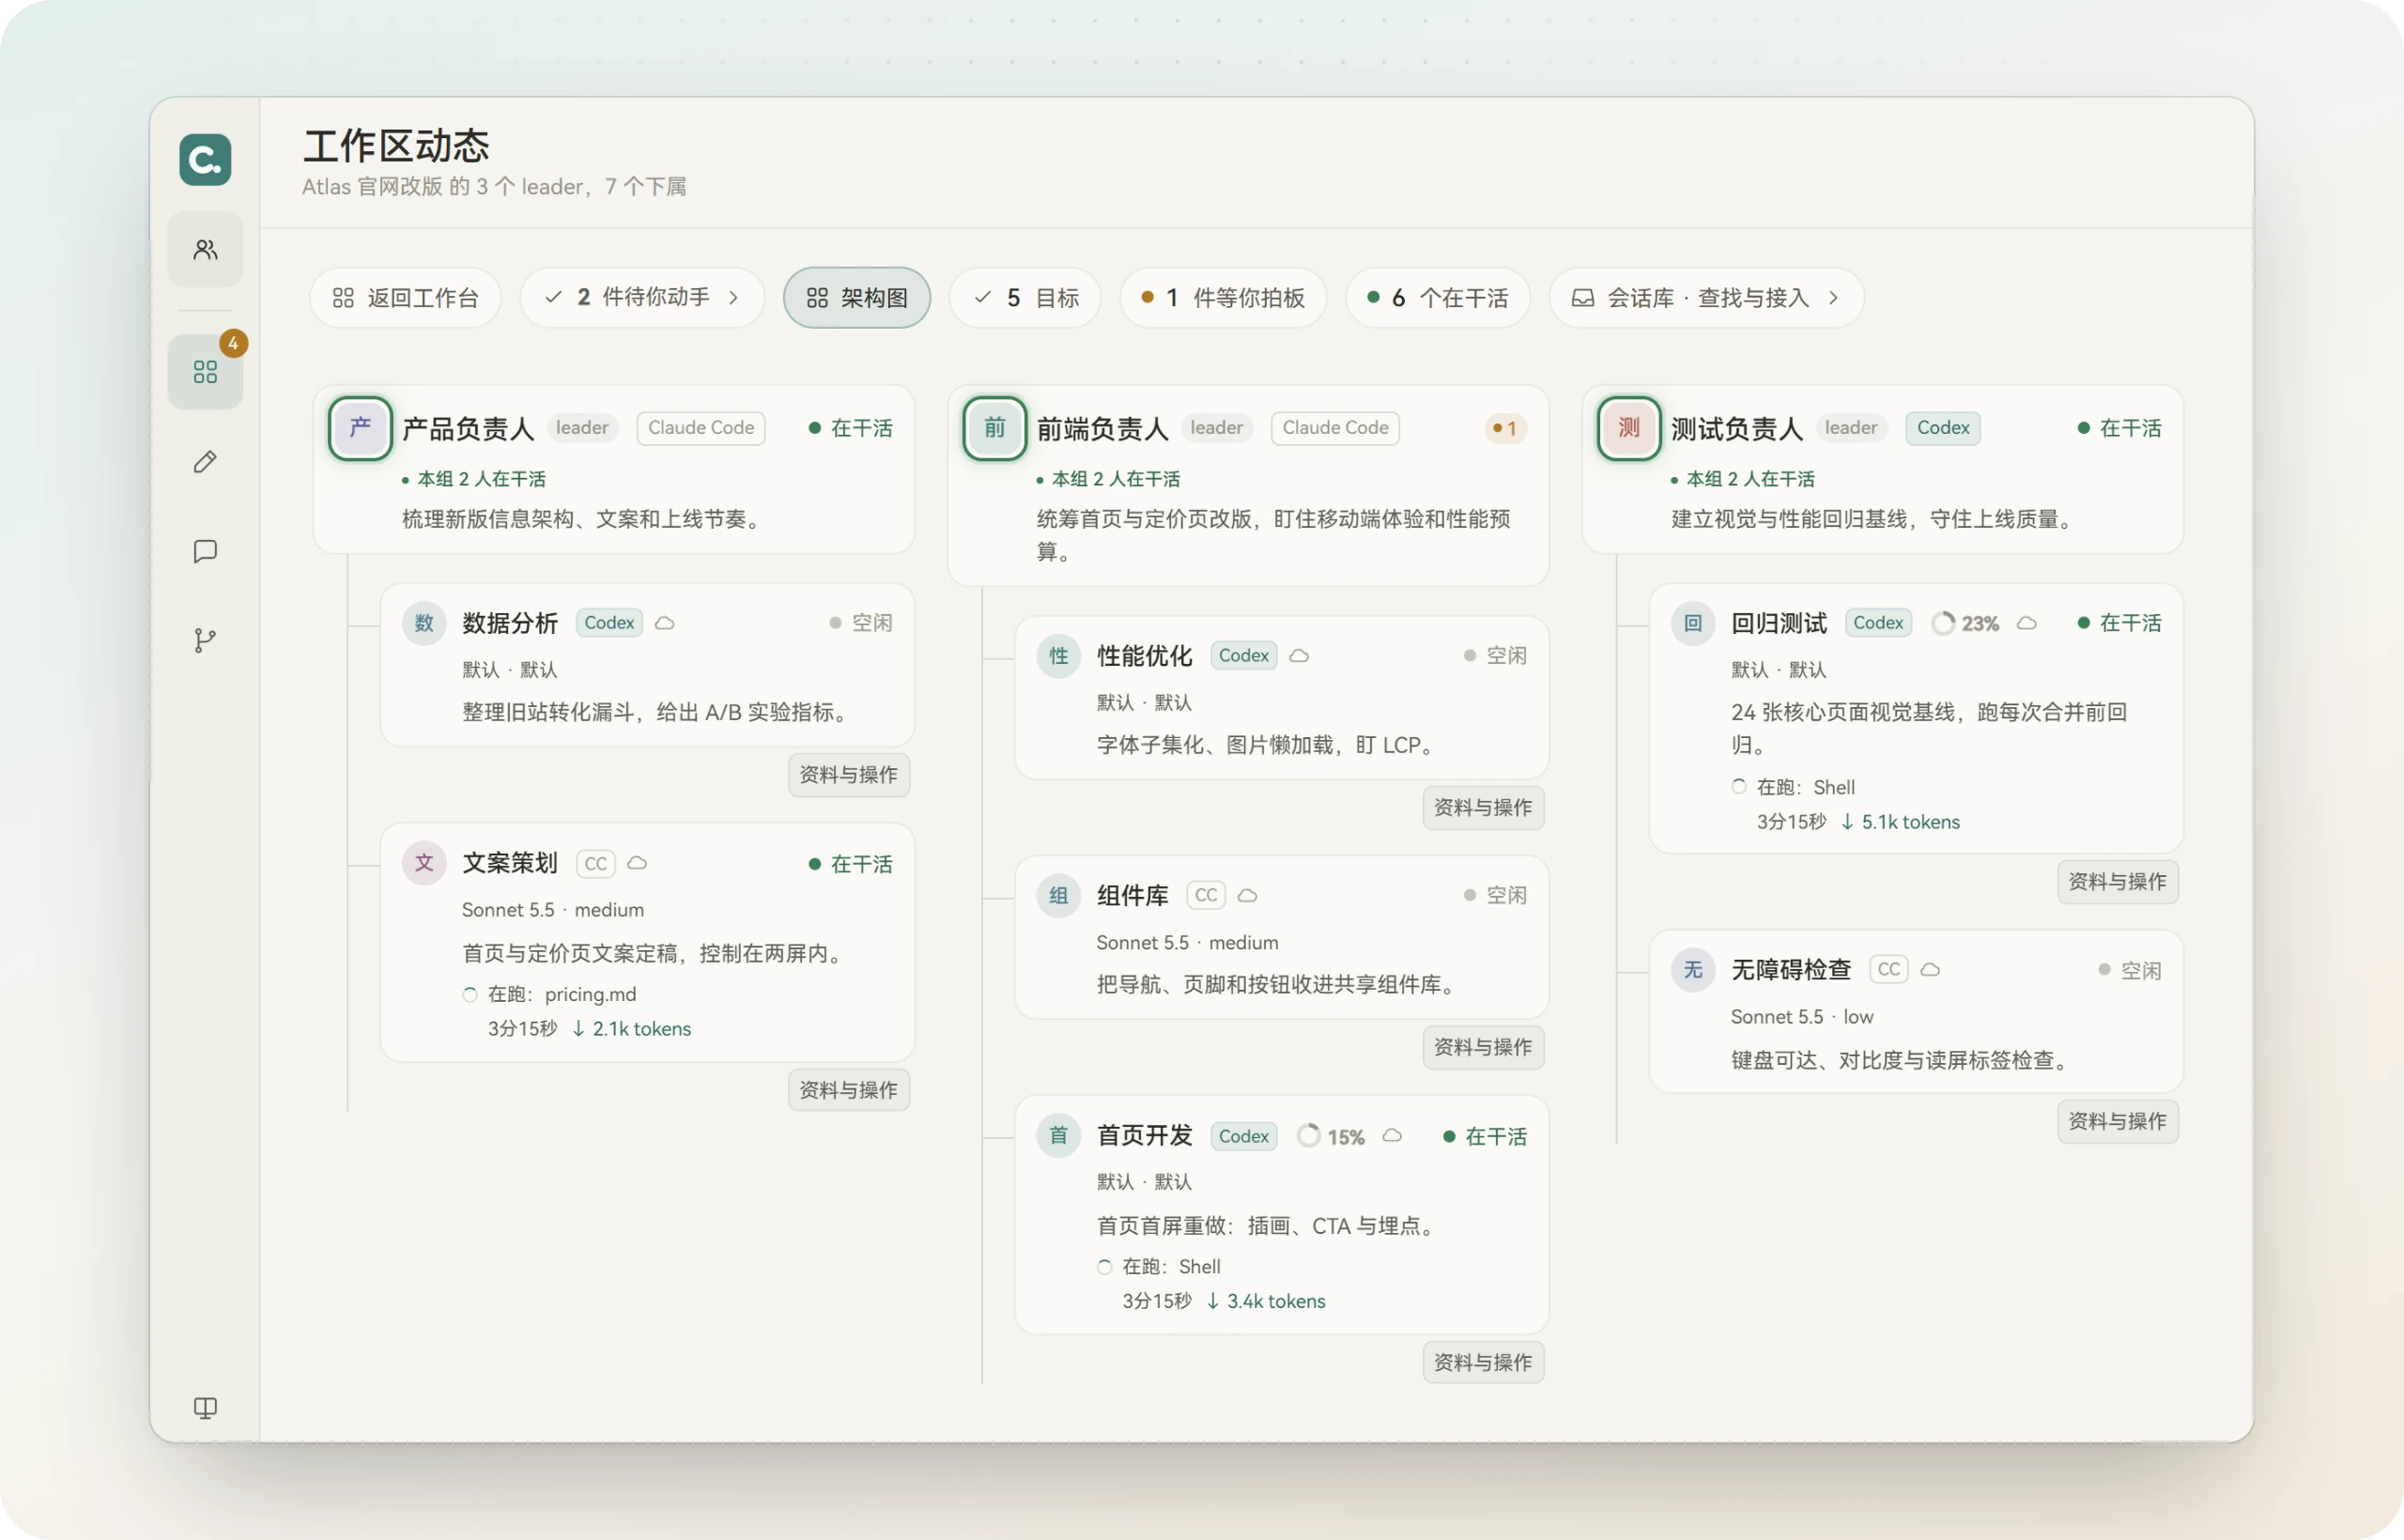 C.
工作区动态
Atlas 官网改版 的 3 个 leader，7 个下属
4
返回工作台
2 件待你动手
架构图
5 目标
1 件等你拍板
6 个在干活
会话库 · 查找与接入
产 产品负责人 leader Claude Code 在干活
本组 2 人在干活
梳理新版信息架构、文案和上线节奏。
数 数据分析 Codex 空闲
默认 · 默认
整理旧站转化漏斗，给出 A/B 实验指标。
资料与操作
文 文案策划 CC 在干活
Sonnet 5.5 · medium
首页与定价页文案定稿，控制在两屏内。
在跑：pricing.md
3分15秒 ↓ 2.1k tokens
资料与操作
前 前端负责人 leader Claude Code 1
本组 2 人在干活
统筹首页与定价页改版，盯住移动端体验和性能预
算。
性 性能优化 Codex 空闲
默认 · 默认
字体子集化、图片懒加载，盯 LCP。
资料与操作
组 组件库 CC 空闲
Sonnet 5.5 · medium
把导航、页脚和按钮收进共享组件库。
资料与操作
首 首页开发 Codex 15% 在干活
默认 · 默认
首页首屏重做：插画、CTA 与埋点。
在跑：Shell
3分15秒 ↓ 3.4k tokens
资料与操作
测 测试负责人 leader Codex 在干活
本组 2 人在干活
建立视觉与性能回归基线，守住上线质量。
回 回归测试 Codex 23% 在干活
默认 · 默认
24 张核心页面视觉基线，跑每次合并前回
归。
在跑：Shell
3分15秒 ↓ 5.1k tokens
资料与操作
无 无障碍检查 CC 空闲
Sonnet 5.5 · low
键盘可达、对比度与读屏标签检查。
资料与操作